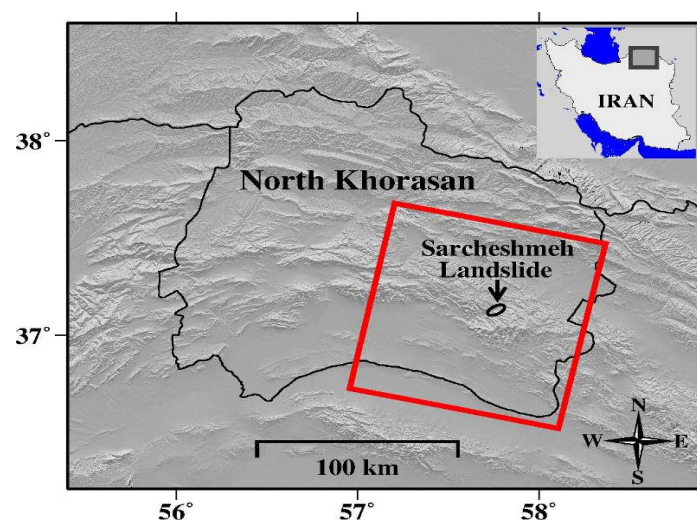 IRAN
38°
North Khorasan
Sarcheshmeh
Landslide
37°
N
W
E
S
100 km
56°
57°
58°